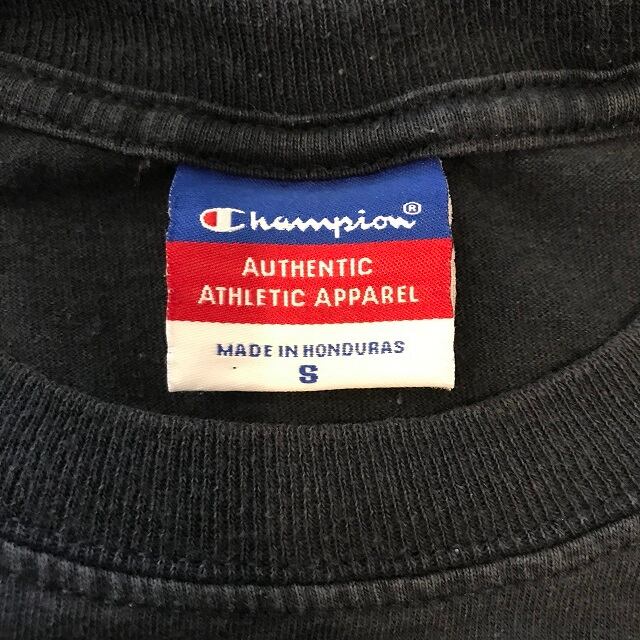 Champion®
AUTHENTIC
ATHLETIC APPAREL
MADE IN HONDURAS
S